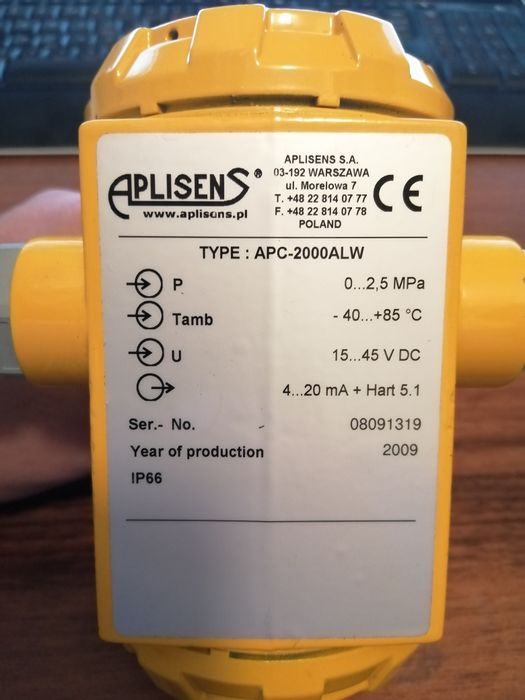 APLISENS®
www.aplisens.pl
APLISENS S.A.
03-192 WARSZAWA
ul. Morelowa 7
T. +48 22 814 07 77
F. +48 22 814 07 78
POLAND
CE
TYPE : APC-2000ALW
P 0...2,5 MPa
Tamb - 40...+85 °C
U 15...45 V DC
4...20 mA + Hart 5.1
Ser.- No. 08091319
Year of production 2009
IP66